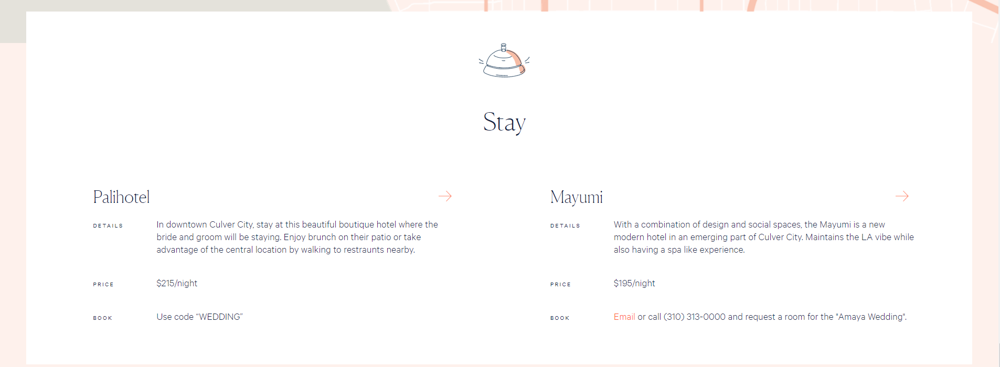 Stay
Palihotel
DETAILS
In downtown Culver City, stay at this beautiful boutique hotel where the
bride and groom will be staying. Enjoy brunch on their patio or take
advantage of the central location by walking to restraunts nearby.
PRICE
$215/night
BOOK
Use code “WEDDING”
Mayumi
DETAILS
With a combination of design and social spaces, the Mayumi is a new
modern hotel in an emerging part of Culver City. Maintains the LA vibe while
also having a spa like experience.
PRICE
$195/night
BOOK
Email or call (310) 313-0000 and request a room for the "Amaya Wedding".